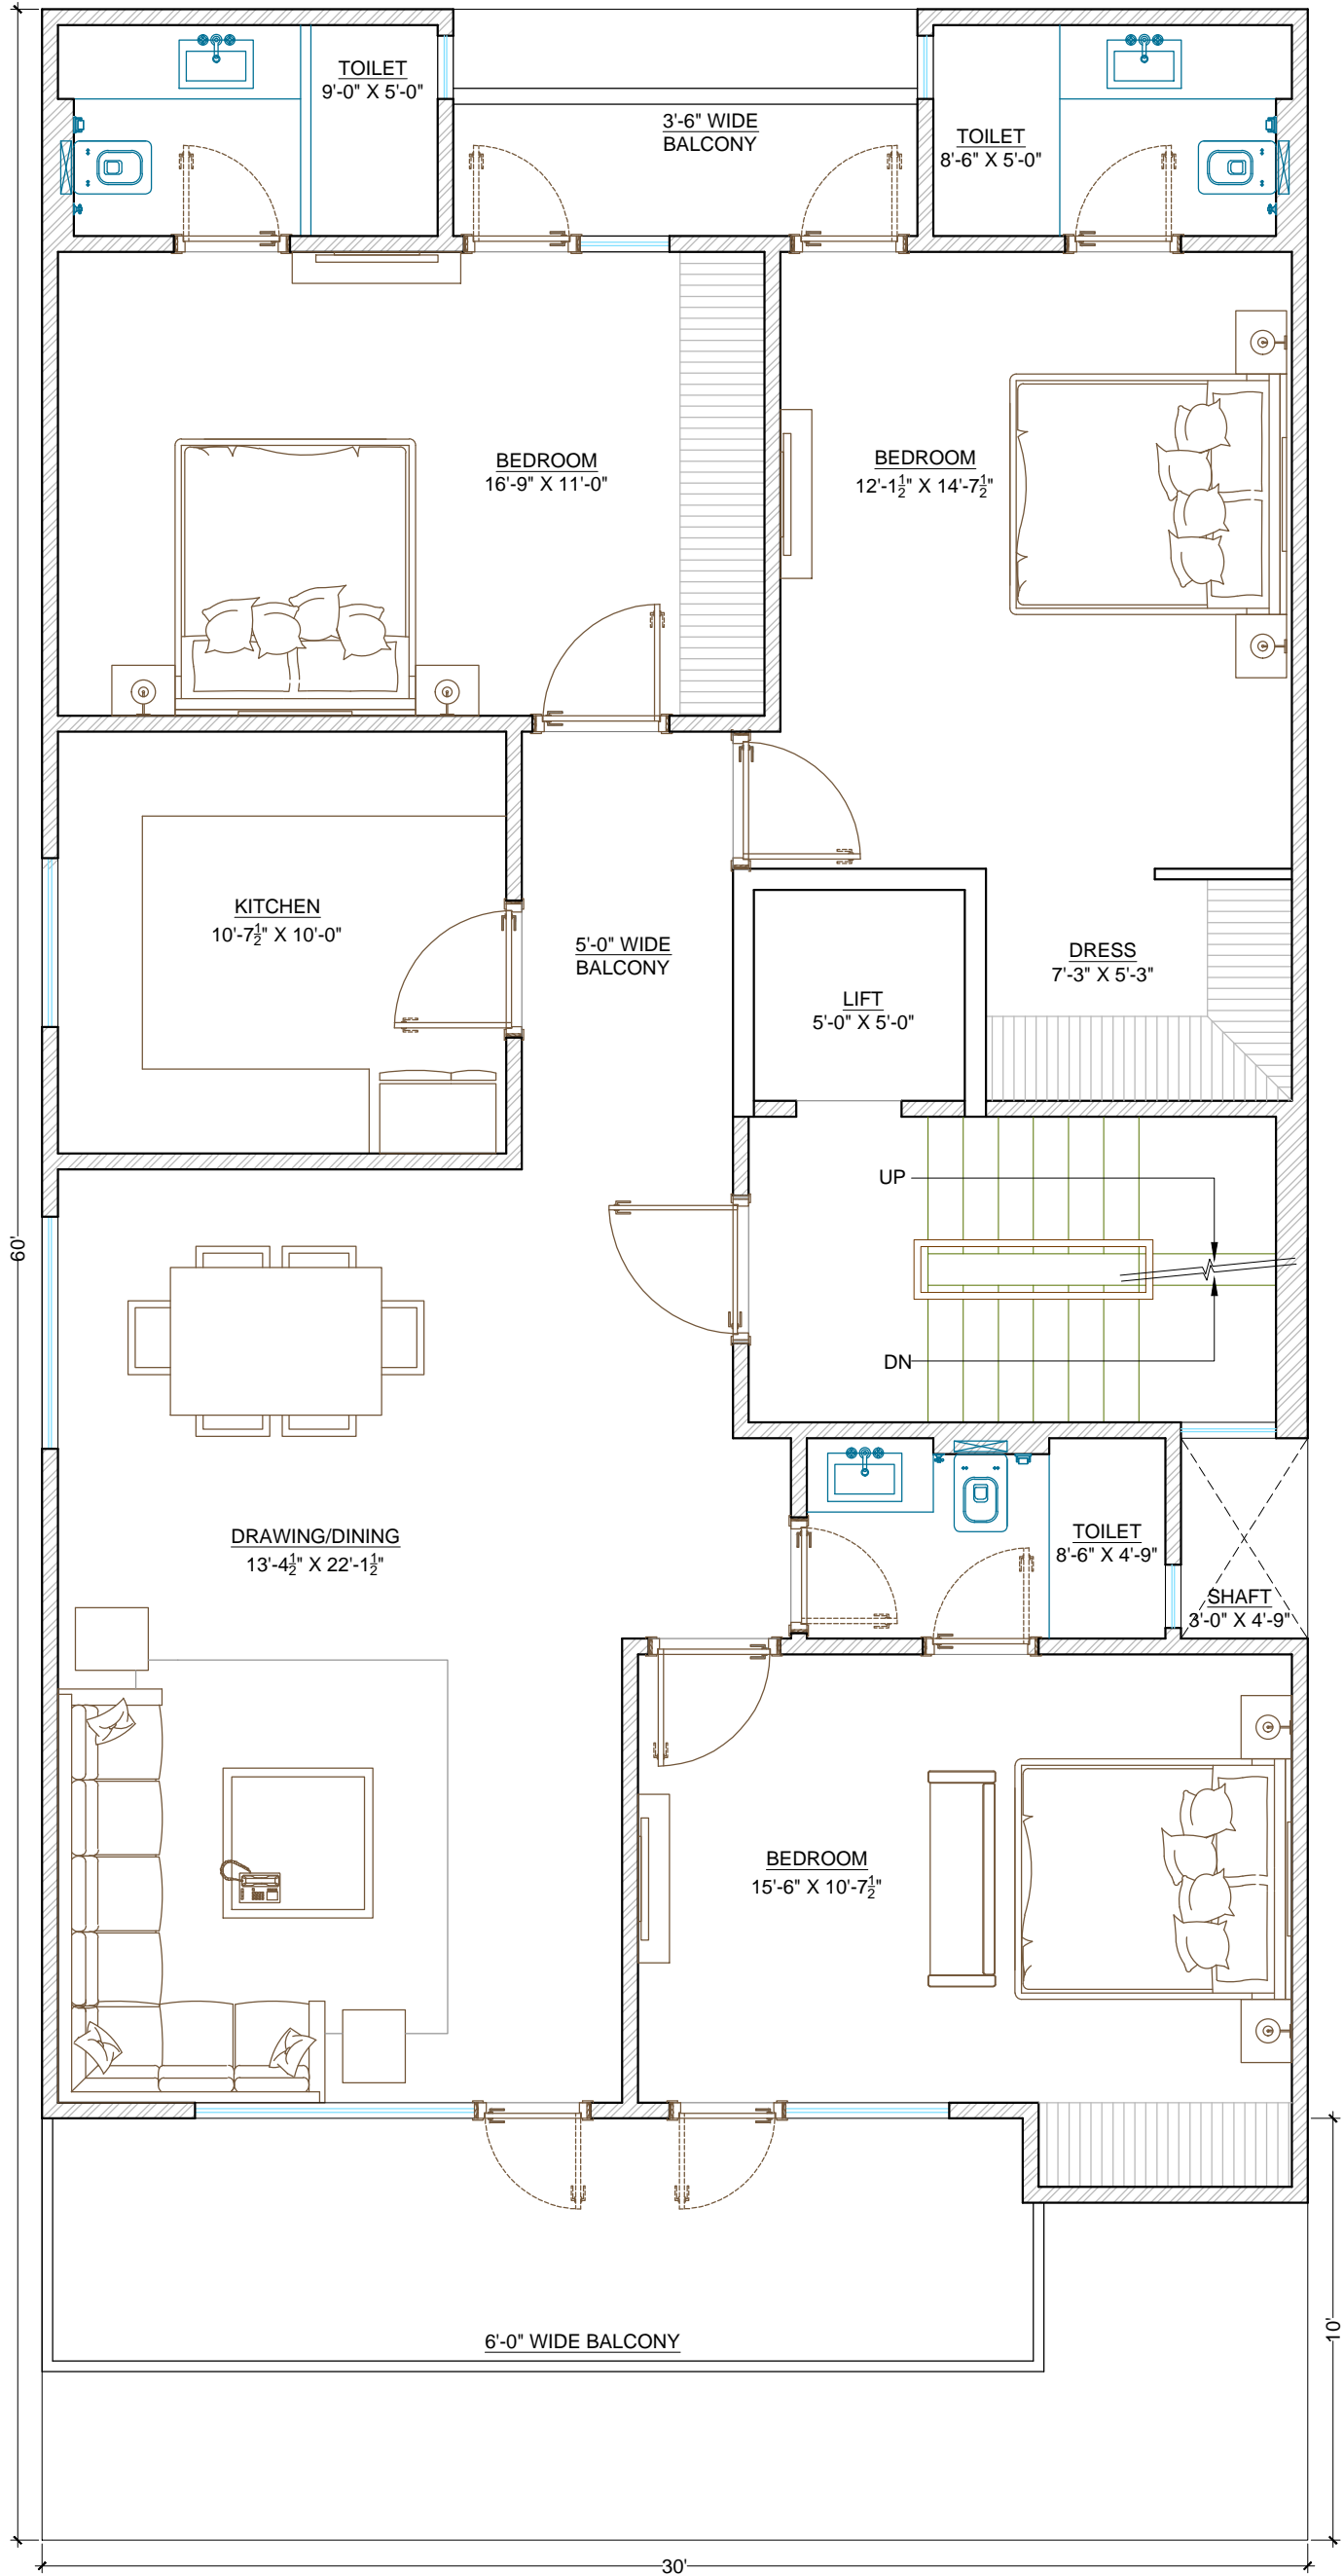 TOILET
9'-0" X 5'-0"
3'-6" WIDE
BALCONY
TOILET
8'-6" X 5'-0"
BEDROOM
16'-9" X 11'-0"
BEDROOM
12'-1½" X 14'-7½"
KITCHEN
10'-7½" X 10'-0"
5'-0" WIDE
BALCONY
LIFT
5'-0" X 5'-0"
DRESS
7'-3" X 5'-3"
UP
DN
60'
DRAWING/DINING
13'-4½" X 22'-1½"
TOILET
8'-6" X 4'-9"
SHAFT
3'-0" X 4'-9"
BEDROOM
15'-6" X 10'-7½"
6'-0" WIDE BALCONY
10'
30'